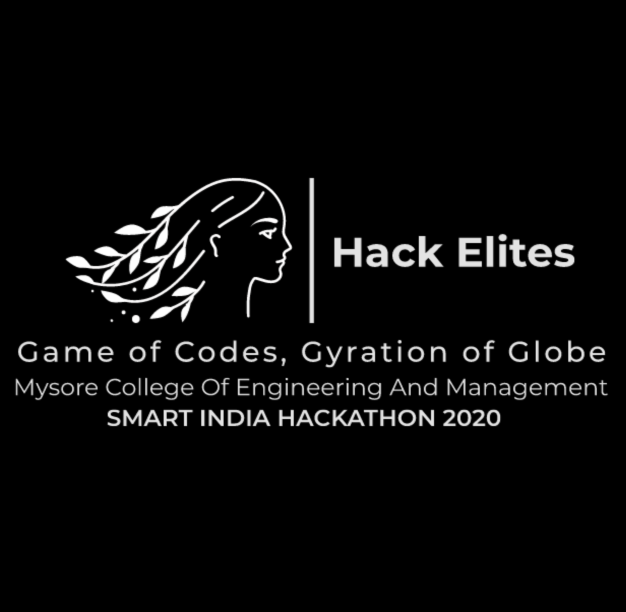 Hack Elites
Game of Codes, Gyration of Globe
Mysore College Of Engineering And Management
SMART INDIA HACKATHON 2020